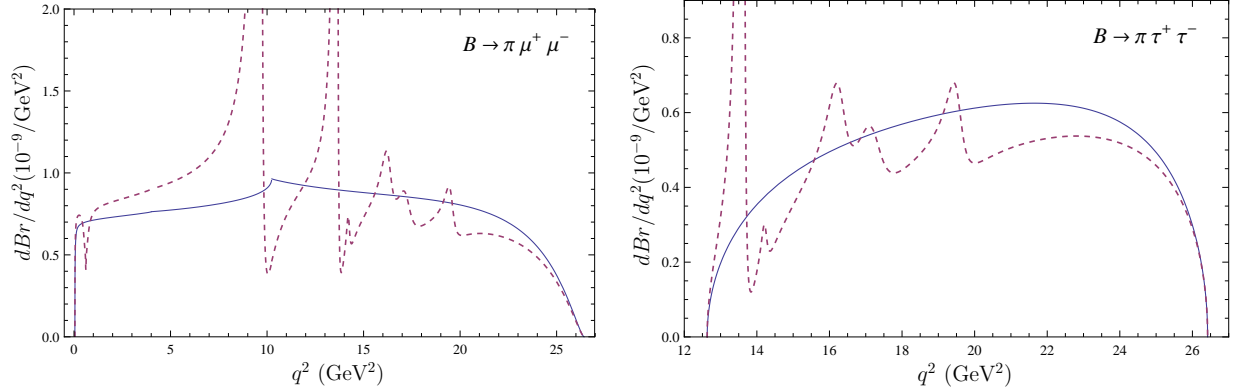 B → π μ⁺ μ⁻
dBr/dq² (10⁻⁹/GeV²)
2.0
1.5
1.0
0.5
0.0
0 5 10 15 20 25
q² (GeV²)
B → π τ⁺ τ⁻
dBr/dq² (10⁻⁹/GeV²)
0.8
0.6
0.4
0.2
0.0
12 14 16 18 20 22 24 26
q² (GeV²)